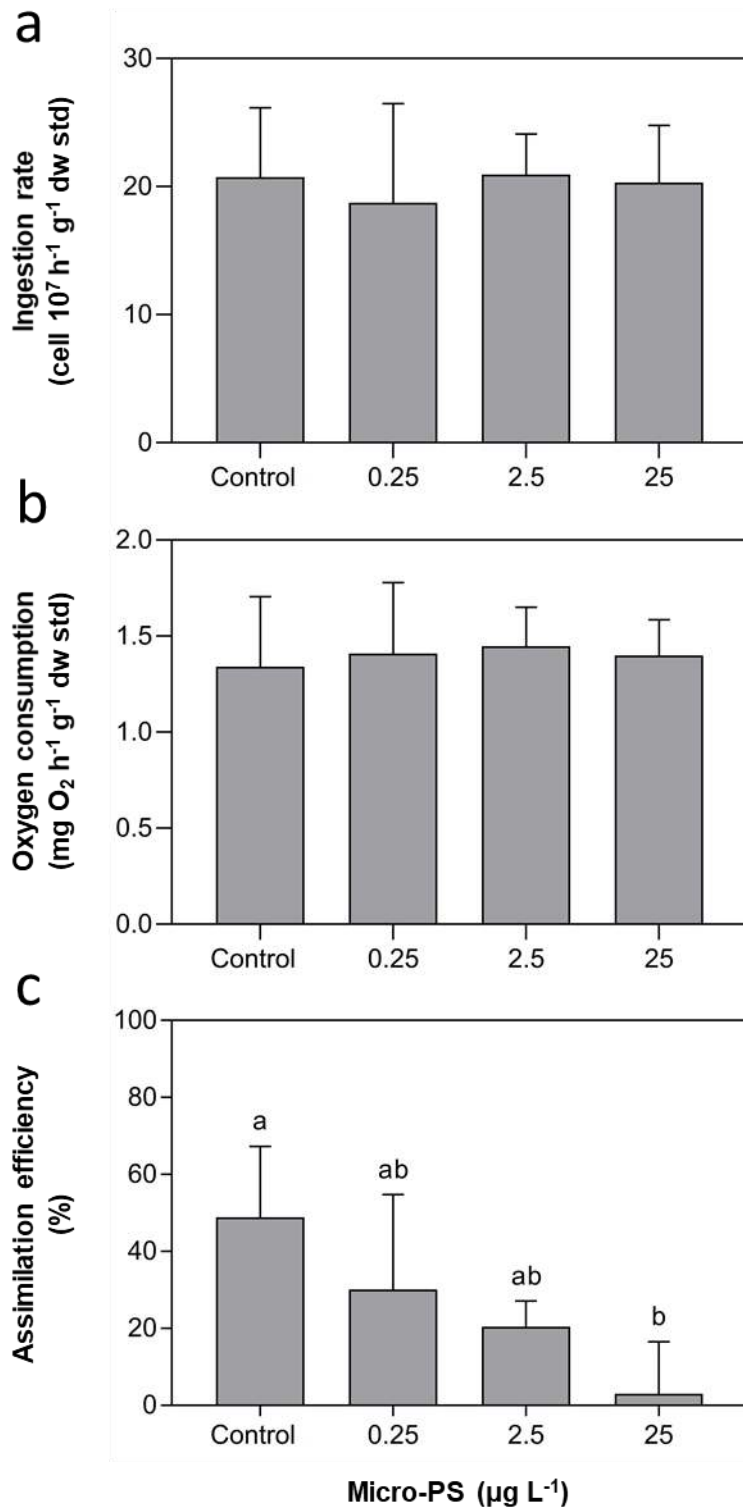 a
Ingestion rate
(cell 10⁷ h⁻¹ g⁻¹ dw std)
30
20
10
0
Control 0.25 2.5 25
b
Oxygen consumption
(mg O₂ h⁻¹ g⁻¹ dw std)
2.0
1.5
1.0
0.5
0.0
Control 0.25 2.5 25
c
Assimilation efficiency
(%)
100
80
60
40
20
0
a
ab
ab
b
Control 0.25 2.5 25
Micro-PS (µg L⁻¹)